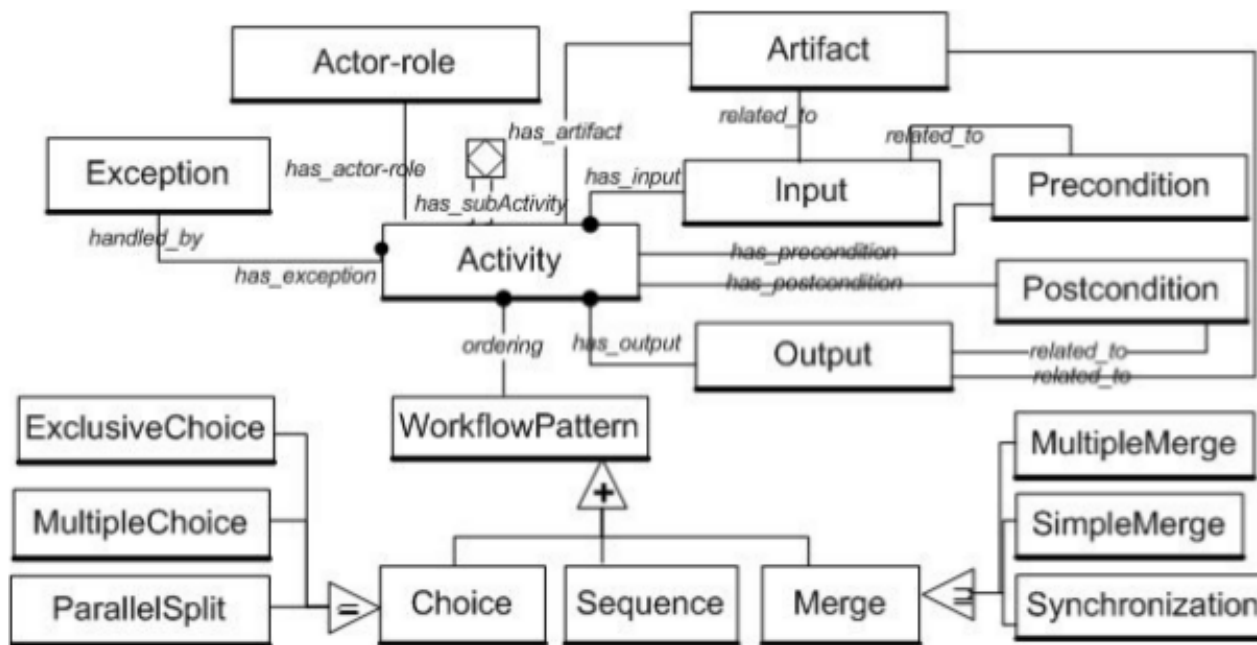 Artifact
Actor-role
related_to
has_artifact
related_to
Exception
has_actor-role
has_input
Input
Precondition
has_subActivity
handled_by
has_precondition
Activity
has_exception
has_postcondition
Postcondition
ordering
has_output
Output
related_to
related_to
ExclusiveChoice
WorkflowPattern
MultipleMerge
+
MultipleChoice
SimpleMerge
ParallelSplit
=
Choice
Sequence
Merge
=
Synchronization